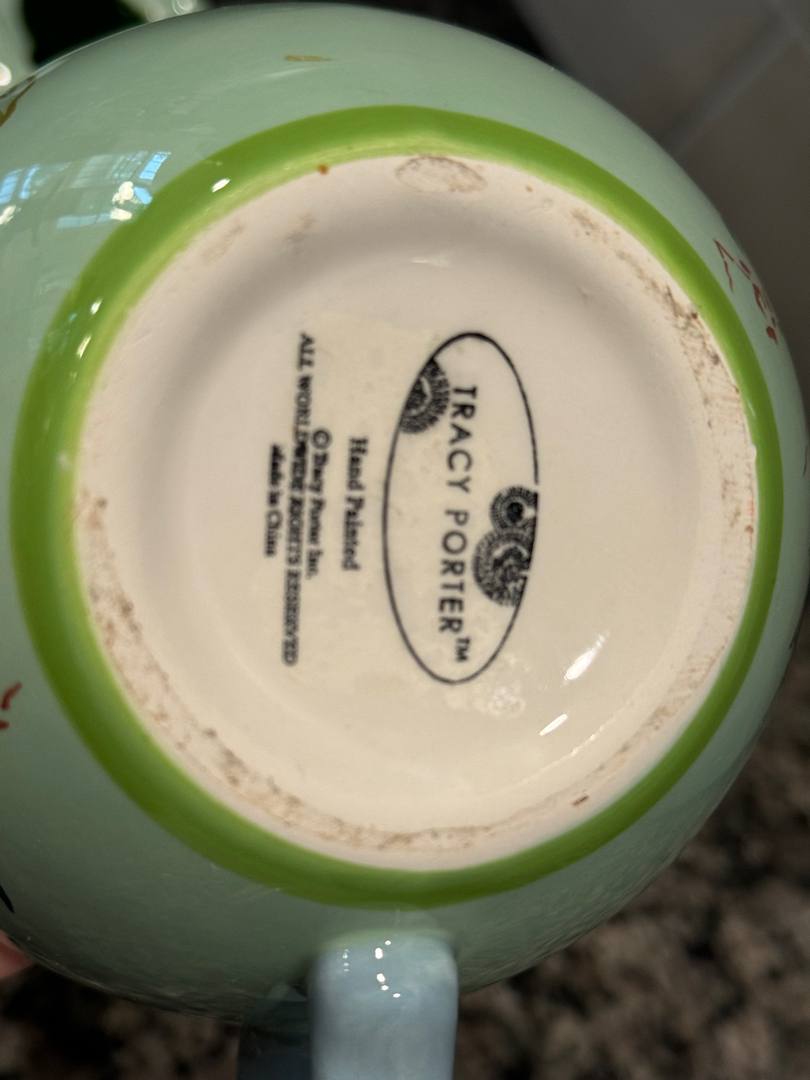 TRACY PORTER™
Hand Painted
©Tracy Porter Inc.
ALL WORLDWIDE RIGHTS RESERVED
Made in China